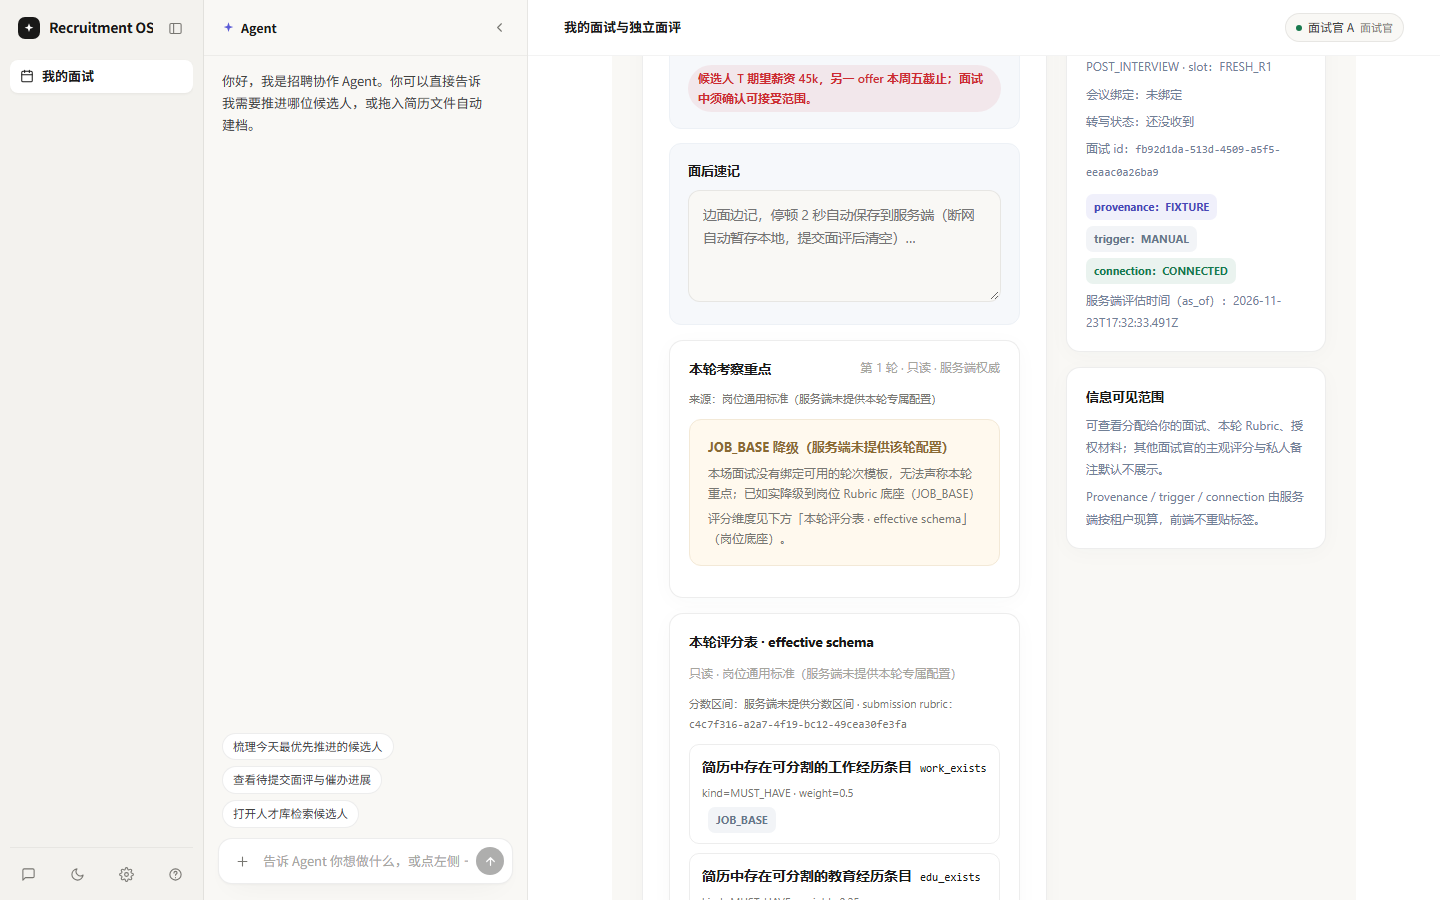 Recruitment OS
我的面试
Agent
你好，我是招聘协作 Agent。你可以直接告诉
我需要推进哪位候选人，或拖入简历文件自动
建档。
梳理今天最优先推进的候选人
查看待提交面评与催办进展
打开人才库检索候选人
告诉 Agent 你想做什么，或点左侧
我的面试与独立面评
面试官 A 面试官
候选人 T 期望薪资 45k，另一 offer 本周五截止；面试
中须确认可接受范围。
面后速记
边面边记，停顿 2 秒自动保存到服务端（断网
自动暂存本地，提交面评后清空）...
本轮考察重点
第 1 轮 · 只读 · 服务端权威
来源：岗位通用标准（服务端未提供本轮专属配置）
JOB_BASE 降级（服务端未提供该轮配置）
本场面试没有绑定可用的轮次模板，无法声称本轮
重点；已如实降级到岗位 Rubric 底座（JOB_BASE）
评分维度见下方「本轮评分表 · effective schema」
（岗位底座）。
本轮评分表 · effective schema
只读 · 岗位通用标准（服务端未提供本轮专属配置）
分数区间：服务端未提供分数区间 · submission rubric：
c4c7f316-a2a7-4f19-bc12-49cea30fe3fa
简历中存在可分割的工作经历条目 work_exists
kind=MUST_HAVE · weight=0.5
JOB_BASE
简历中存在可分割的教育经历条目 edu_exists
POST_INTERVIEW · slot：FRESH_R1
会议绑定：未绑定
转写状态：还没收到
面试 id：fb92d1da-513d-4509-a5f5-
eeaac0a26ba9
provenance：FIXTURE
trigger：MANUAL
connection：CONNECTED
服务端评估时间（as_of）：2026-11-
23T17:32:33.491Z
信息可见范围
可查看分配给你的面试、本轮 Rubric、授
权材料；其他面试官的主观评分与私人备
注默认不展示。
Provenance / trigger / connection 由服务
端按租户现算，前端不重贴标签。